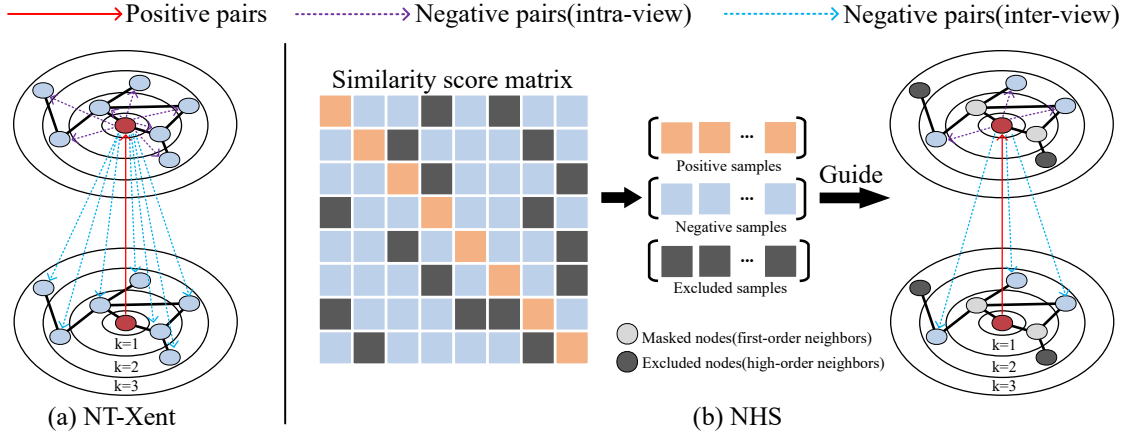 Positive pairs
Negative pairs(intra-view)
Negative pairs(inter-view)
k=1
k=2
k=3
(a) NT-Xent
Similarity score matrix
...
Positive samples
...
Negative samples
...
Excluded samples
Guide
Masked nodes(first-order neighbors)
Excluded nodes(high-order neighbors)
k=1
k=2
k=3
(b) NHS